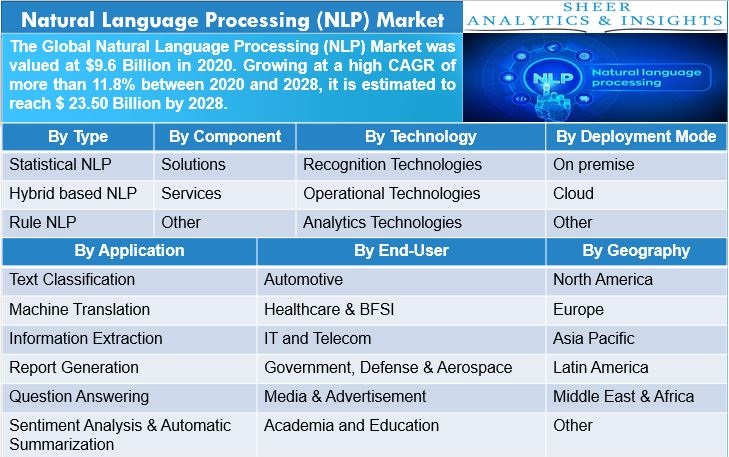 Natural Language Processing (NLP) Market
SHEER
ANALYTICS & INSIGHTS
The Global Natural Language Processing (NLP) Market was
valued at $9.6 Billion in 2020. Growing at a high CAGR of
more than 11.8% between 2020 and 2028, it is estimated to
reach $ 23.50 Billion by 2028.
NLP
Natural language
processing
By Type By Component By Technology By Deployment Mode
Statistical NLP Solutions Recognition Technologies On premise
Hybrid based NLP Services Operational Technologies Cloud
Rule NLP Other Analytics Technologies Other
By Application By End-User By Geography
Text Classification Automotive North America
Machine Translation Healthcare & BFSI Europe
Information Extraction IT and Telecom Asia Pacific
Report Generation Government, Defense & Aerospace Latin America
Question Answering Media & Advertisement Middle East & Africa
Sentiment Analysis & Automatic Academia and Education Other
Summarization